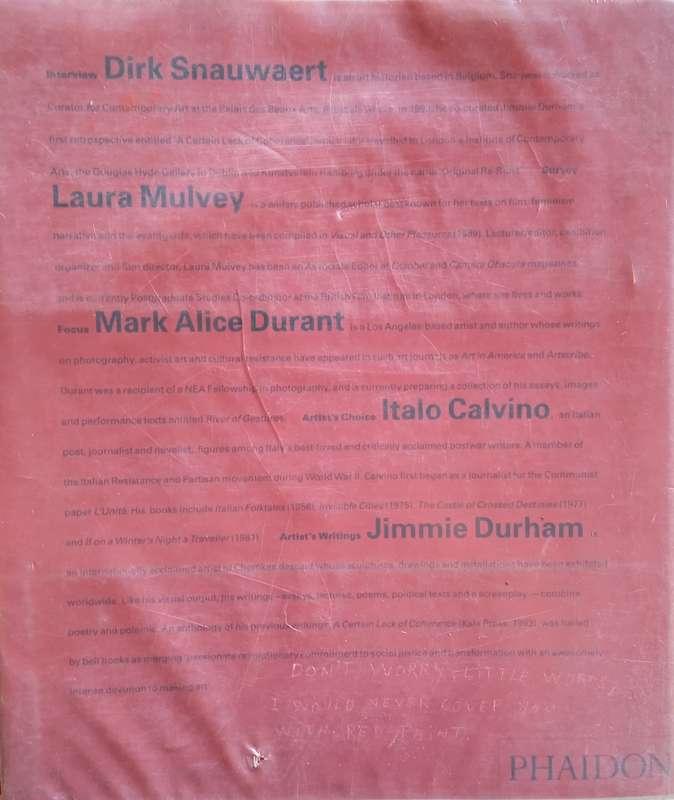 Interview Dirk Snauwaert is an art historian based in Belgium. Snauwaert worked as
Curator for Contemporary Art at the Palais des Beaux-Arts, Brussels where, in 1993, he co-curated Jimmie Durham's
first retrospective entitled 'A Certain Lack of Coherence', which later travelled to London's Institute of Contemporary
Arts, the Douglas Hyde Gallery in Dublin and Kunstverein Hamburg under the name 'Original Re-Runs'. Survey
Laura Mulvey is a widely published scholar best known for her texts on film, feminism,
narrative and the avantgarde, which have been compiled in Visual and Other Pleasures (1989). Lecturer, editor, exhibition
organizer and film director, Laura Mulvey has been an Associate Editor at October and Camera Obscura magazines
and is currently Postgraduate Studies Co-ordinator at the British Film Institute in London, where she lives and works.
Focus Mark Alice Durant is a Los Angeles-based artist and author whose writings
on photography, activist art and cultural resistance have appeared in such art journals as Art in America and Artscribe.
Durant was a recipient of a NEA Fellowship in photography, and is currently preparing a collection of his essays, images
and performance texts entitled River of Gestures. Artist's Choice Italo Calvino, an Italian
poet, journalist and novelist, figures among Italy's best-loved and critically acclaimed postwar writers. A member of
the Italian Resistance and Partisan movement during World War II, Calvino first began as a journalist for the Communist
paper L'Unità. His books include Italian Folktales (1956), Invisible Cities (1975), The Castle of Crossed Destinies (1977)
and If on a Winter's Night a Traveller (1981). Artist's Writings Jimmie Durham is
an internationally acclaimed artist of Cherokee descent whose sculptures, drawings and installations have been exhibited
worldwide. Like his visual output, his writings – essays, lectures, poems, political texts and a screenplay – combine
poetry and polemic. An anthology of his previous writings, A Certain Lack of Coherence (Kala Press, 1993), was hailed
by bell hooks as merging 'passionate revolutionary commitment to social justice and transformation with an awesomely
intense devotion to making art'.
DON'T WORRY, LITTLE WORDS,
I WOULD NEVER COVER YOU
WITH RED PAINT.
PHAIDON